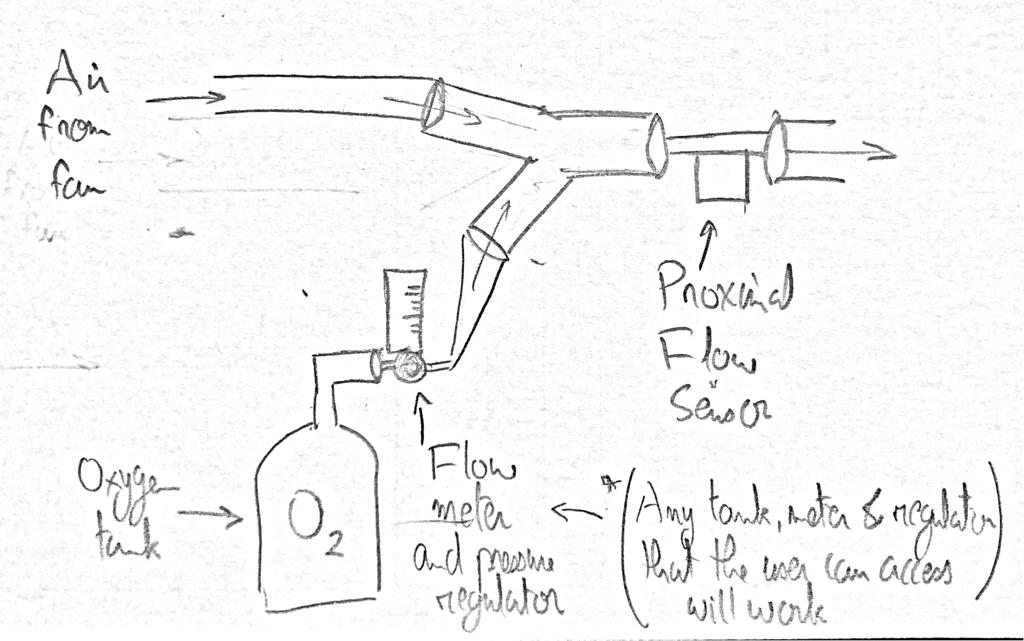 Air
from
fan
Proximal
Flow
Sensor
Oxygen
tank
O2
Flow
meter
and pressure
regulator
*(Any tank, meter & regulator
that the user can access
will work)